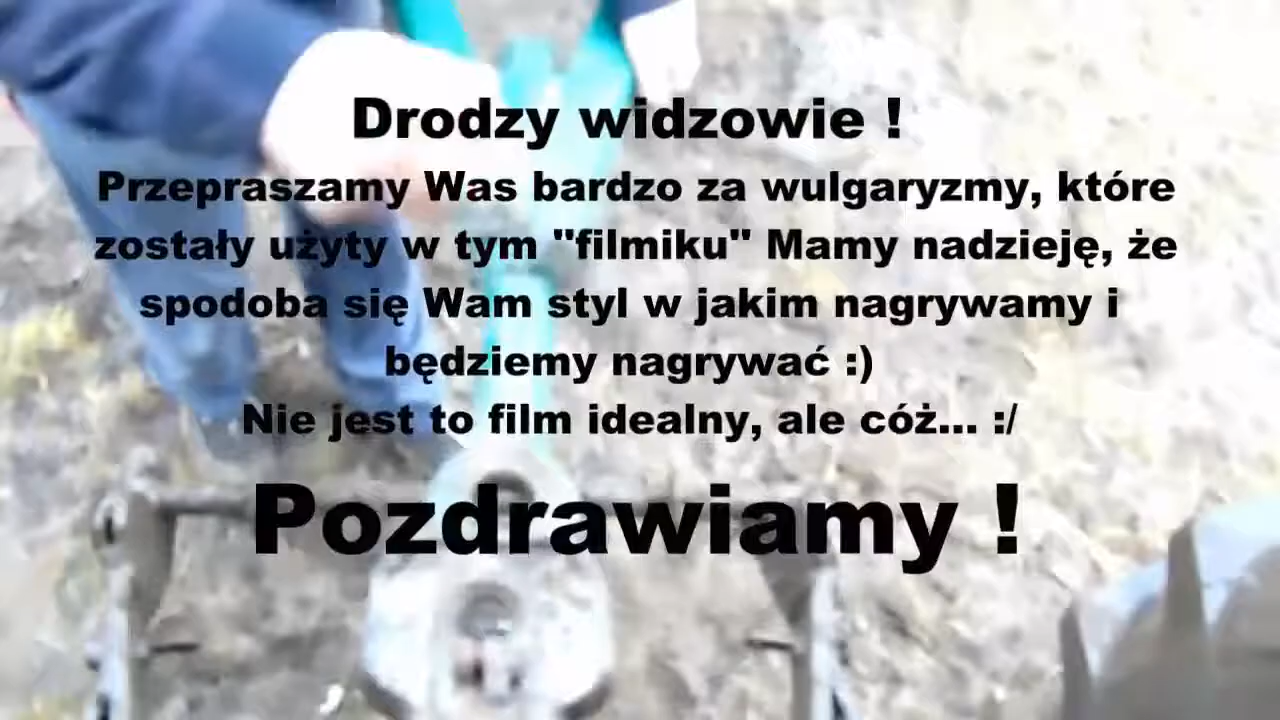 Drodzy widzowie !
Przepraszamy Was bardzo za wulgaryzmy, które
zostały użyty w tym "filmiku" Mamy nadzieję, że
spodoba się Wam styl w jakim nagrywamy i
będziemy nagrywać :)
Nie jest to film idealny, ale cóż... :/
Pozdrawiamy !